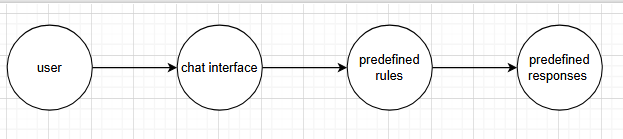 user
chat interface
predefined
rules
predefined
responses